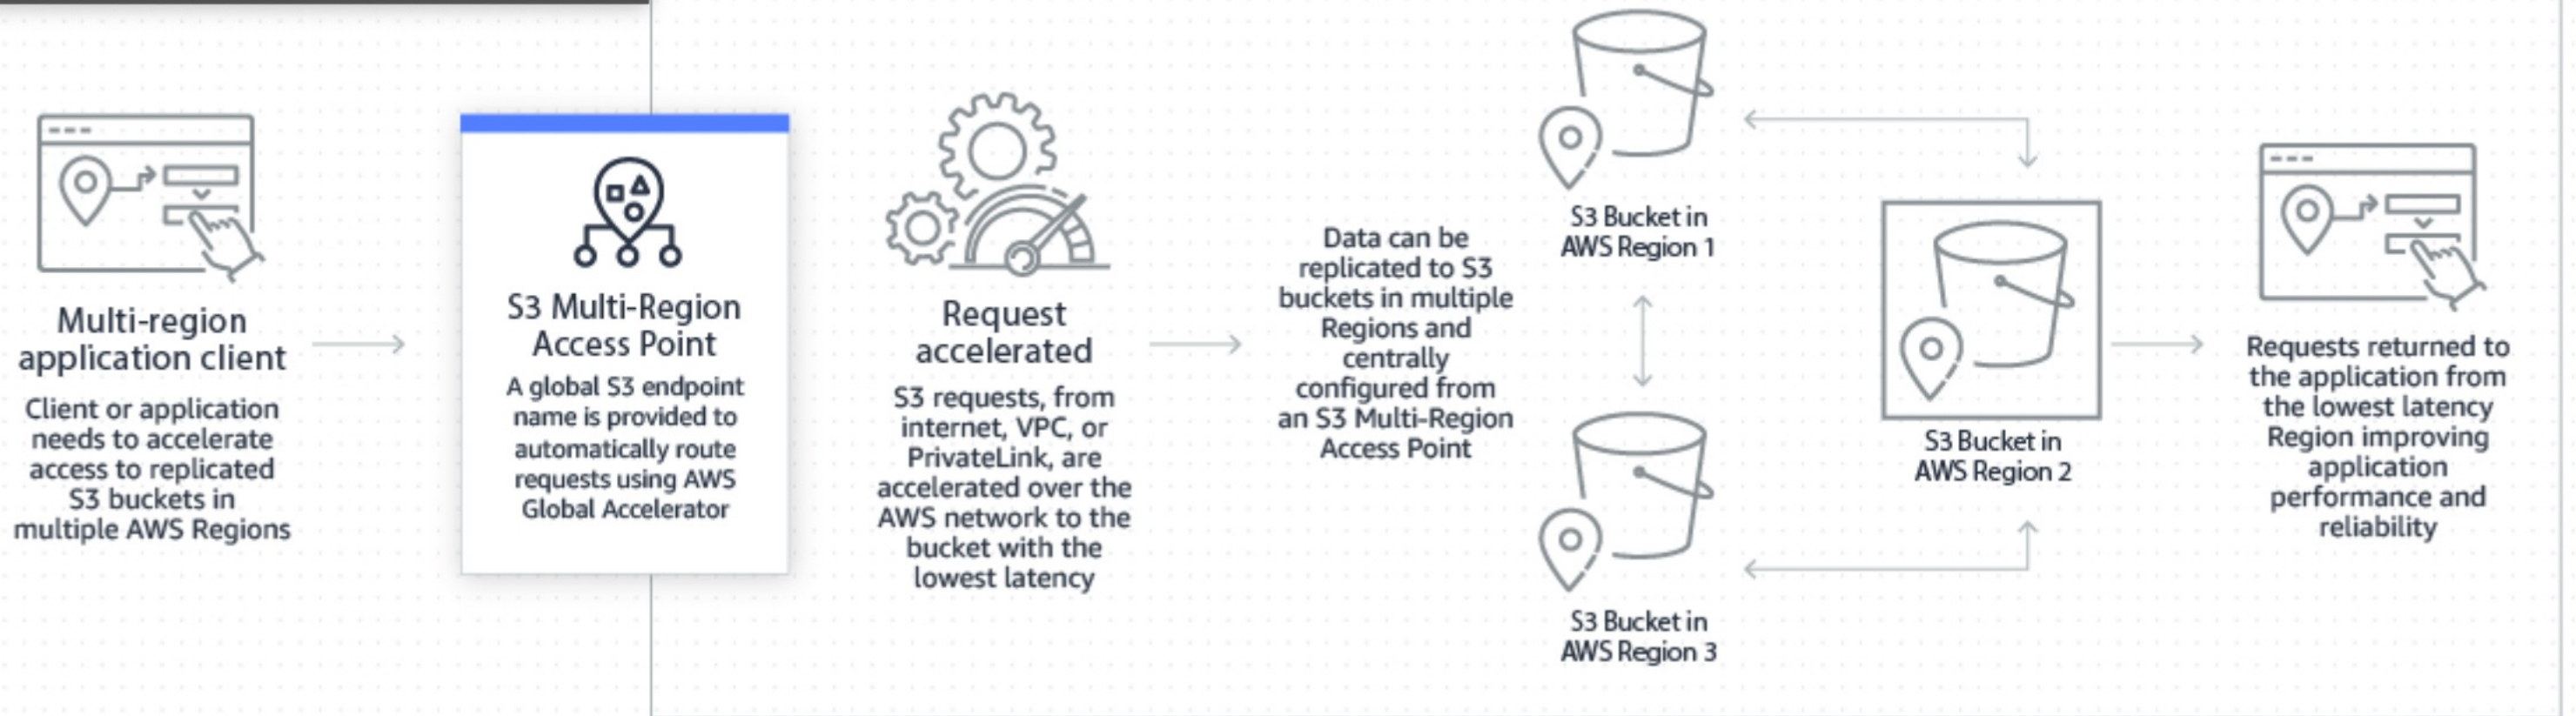 Multi-region
application client
Client or application
needs to accelerate
access to replicated
S3 buckets in
multiple AWS Regions
S3 Multi-Region
Access Point
A global S3 endpoint
name is provided to
automatically route
requests using AWS
Global Accelerator
Request
accelerated
S3 requests, from
internet, VPC, or
PrivateLink, are
accelerated over the
AWS network to the
bucket with the
lowest latency
Data can be
replicated to S3
buckets in multiple
Regions and
centrally
configured from
an S3 Multi-Region
Access Point
S3 Bucket in
AWS Region 1
S3 Bucket in
AWS Region 3
S3 Bucket in
AWS Region 2
Requests returned to
the application from
the lowest latency
Region improving
application
performance and
reliability